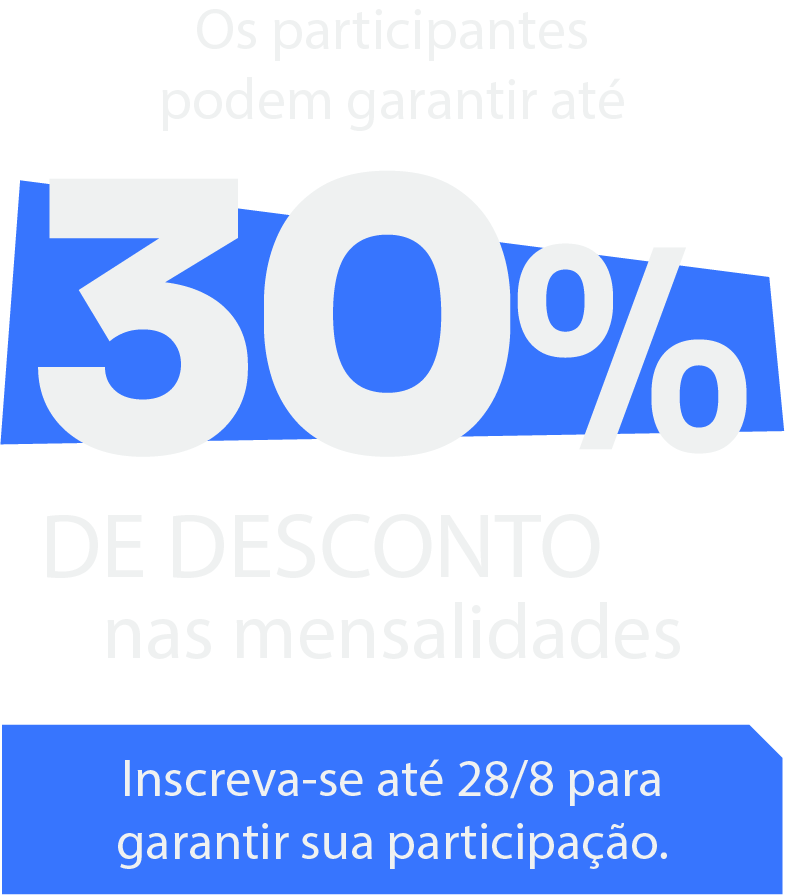 Os participantes
podem garantir até
30%
DE DESCONTO
nas mensalidades
Inscreva-se até 28/8 para
garantir sua participação.